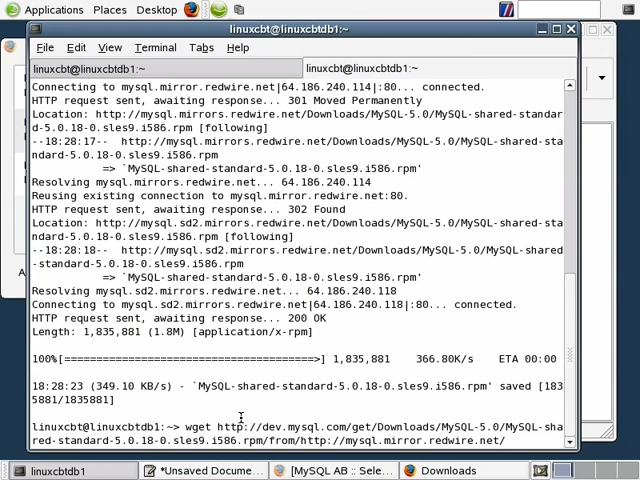 Applications Places Desktop
linuxcbt@linuxcbtdb1:~
File Edit View Terminal Tabs Help
linuxcbt@linuxcbtdb1:~ linuxcbt@linuxcbtdb1:~
Connecting to mysql.mirror.redwire.net|64.186.240.114|:80... connected.
HTTP request sent, awaiting response... 301 Moved Permanently
Location: http://mysql.mirrors.redwire.net/Downloads/MySQL-5.0/MySQL-shared-standar
d-5.0.18-0.sles9.i586.rpm [following]
--18:28:17-- http://mysql.mirrors.redwire.net/Downloads/MySQL-5.0/MySQL-shared-sta
ndard-5.0.18-0.sles9.i586.rpm
=> `MySQL-shared-standard-5.0.18-0.sles9.i586.rpm'
Resolving mysql.mirrors.redwire.net... 64.186.240.114
Reusing existing connection to mysql.mirror.redwire.net:80.
HTTP request sent, awaiting response... 302 Found
Location: http://mysql.sd2.mirrors.redwire.net/Downloads/MySQL-5.0/MySQL-shared-sta
ndard-5.0.18-0.sles9.i586.rpm [following]
--18:28:18-- http://mysql.sd2.mirrors.redwire.net/Downloads/MySQL-5.0/MySQL-shared
-standard-5.0.18-0.sles9.i586.rpm
=> `MySQL-shared-standard-5.0.18-0.sles9.i586.rpm'
Resolving mysql.sd2.mirrors.redwire.net... 64.186.240.118
Connecting to mysql.sd2.mirrors.redwire.net|64.186.240.118|:80... connected.
HTTP request sent, awaiting response... 200 OK
Length: 1,835,881 (1.8M) [application/x-rpm]
100%[=======================================>] 1,835,881 366.80K/s ETA 00:00
18:28:23 (349.10 KB/s) - `MySQL-shared-standard-5.0.18-0.sles9.i586.rpm' saved [183
5881/1835881]
linuxcbt@linuxcbtdb1:~> wget http://dev.mysql.com/get/Downloads/MySQL-5.0/MySQL-sha
red-standard-5.0.18-0.sles9.i586.rpm/from/http://mysql.mirror.redwire.net/
linuxcbtdb1 *Unsaved Docume... [MySQL AB :: Sele... Downloads